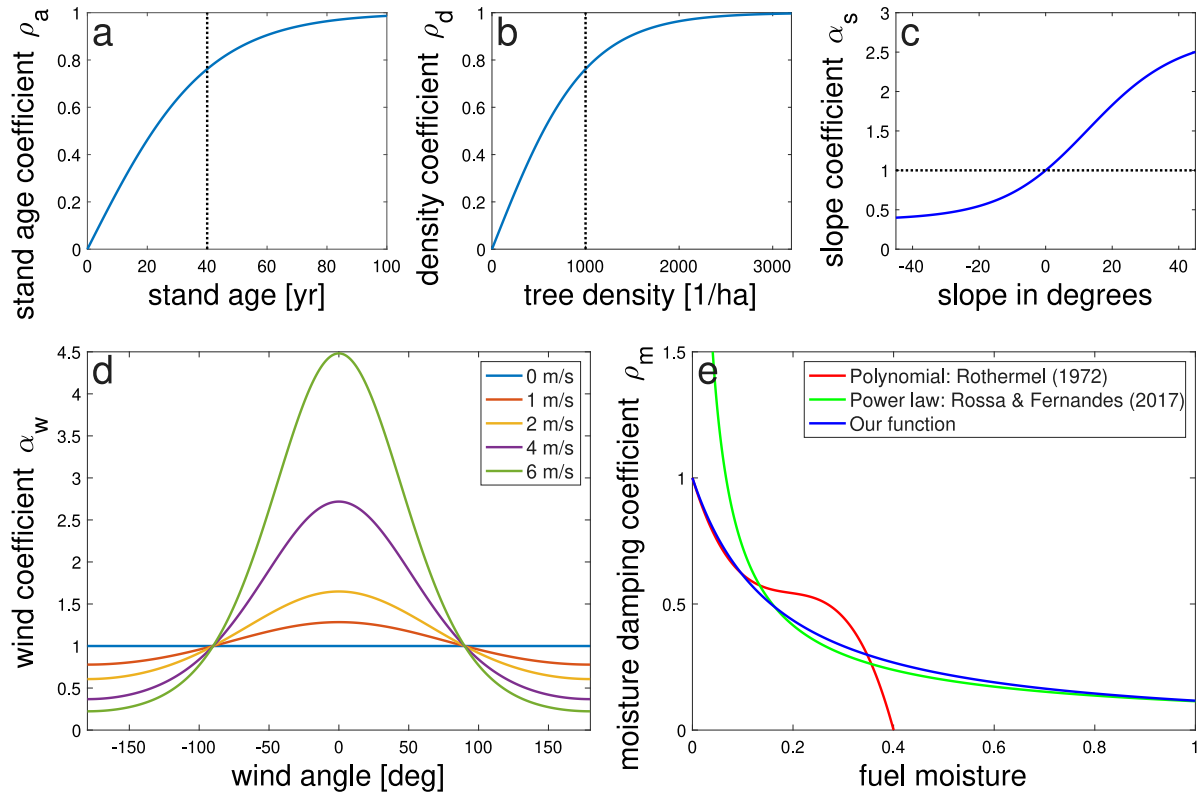 a
stand age coefficient ρ_a
0
0.2
0.4
0.6
0.8
1
0 20 40 60 80 100
stand age [yr]
b
density coefficient ρ_d
0
0.2
0.4
0.6
0.8
1
0 1000 2000 3000
tree density [1/ha]
c
slope coefficient α_s
0
0.5
1
1.5
2
2.5
3
-40 -20 0 20 40
slope in degrees
d
wind coefficient α_w
0
0.5
1
1.5
2
2.5
3
3.5
4
4.5
-150 -100 -50 0 50 100 150
wind angle [deg]
0 m/s
1 m/s
2 m/s
4 m/s
6 m/s
e
moisture damping coefficient ρ_m
0
0.5
1
1.5
0 0.2 0.4 0.6 0.8 1
fuel moisture
Polynomial: Rothermel (1972)
Power law: Rossa & Fernandes (2017)
Our function